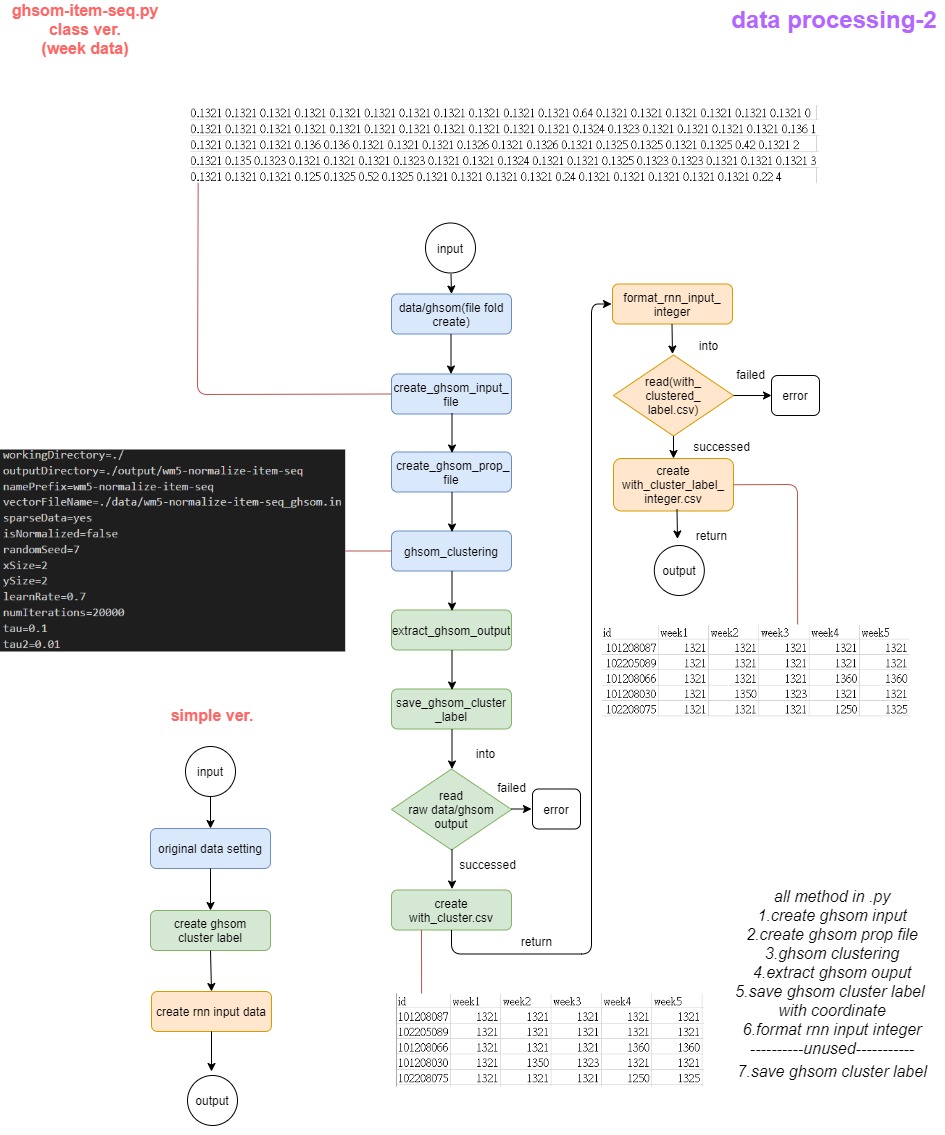 ghsom-item-seq.py
class ver.
(week data)
data processing-2
0.1321 0.1321 0.1321 0.1321 0.1321 0.1321 0.1321 0.1321 0.1321 0.1321 0.1321 0.64 0.1321 0.1321 0.1321 0.1321 0.1321 0.1321 0
0.1321 0.1321 0.1321 0.1321 0.1321 0.1321 0.1321 0.1321 0.1321 0.1321 0.1321 0.1324 0.1323 0.1321 0.1321 0.1321 0.1321 0.136 1
0.1321 0.1321 0.1321 0.136 0.136 0.1321 0.1321 0.1321 0.1326 0.1321 0.1326 0.1321 0.1325 0.1325 0.1321 0.1325 0.42 0.1321 2
0.1321 0.135 0.1323 0.1321 0.1321 0.1321 0.1323 0.1321 0.1321 0.1324 0.1321 0.1321 0.1325 0.1323 0.1323 0.1321 0.1321 0.1321 3
0.1321 0.1321 0.1321 0.125 0.1325 0.52 0.1325 0.1321 0.1321 0.1321 0.1321 0.24 0.1321 0.1321 0.1321 0.1321 0.1321 0.22 4
input
data/ghsom(file fold
create)
create_ghsom_input_
file
create_ghsom_prop_
file
ghsom_clustering
extract_ghsom_output
save_ghsom_cluster
_label
into
read
raw data/ghsom
output
failed
error
successed
create
with_cluster.csv
return
format_rnn_input_
integer
into
read(with_
clustered_
label.csv)
failed
error
successed
create
with_cluster_label_
integer.csv
return
output
workingDirectory=./
outputDirectory=./output/wm5-normalize-item-seq
namePrefix=wm5-normalize-item-seq
vectorFileName=./data/wm5-normalize-item-seq_ghsom.in
sparseData=yes
isNormalized=false
randomSeed=7
xSize=2
ySize=2
learnRate=0.7
numIterations=20000
tau=0.1
tau2=0.01
id week1 week2 week3 week4 week5
101208087 1321 1321 1321 1321 1321
102205089 1321 1321 1321 1321 1321
101208066 1321 1321 1321 1360 1360
101208030 1321 1350 1323 1321 1321
102208075 1321 1321 1321 1250 1325
simple ver.
input
original data setting
create ghsom
cluster label
create rnn input data
output
id week1 week2 week3 week4 week5
101208087 1321 1321 1321 1321 1321
102205089 1321 1321 1321 1321 1321
101208066 1321 1321 1321 1360 1360
101208030 1321 1350 1323 1321 1321
102208075 1321 1321 1321 1250 1325
all method in .py
1.create ghsom input
2.create ghsom prop file
3.ghsom clustering
4.extract ghsom ouput
5.save ghsom cluster label
with coordinate
6.format rnn input integer
----------unused-----------
7.save ghsom cluster label